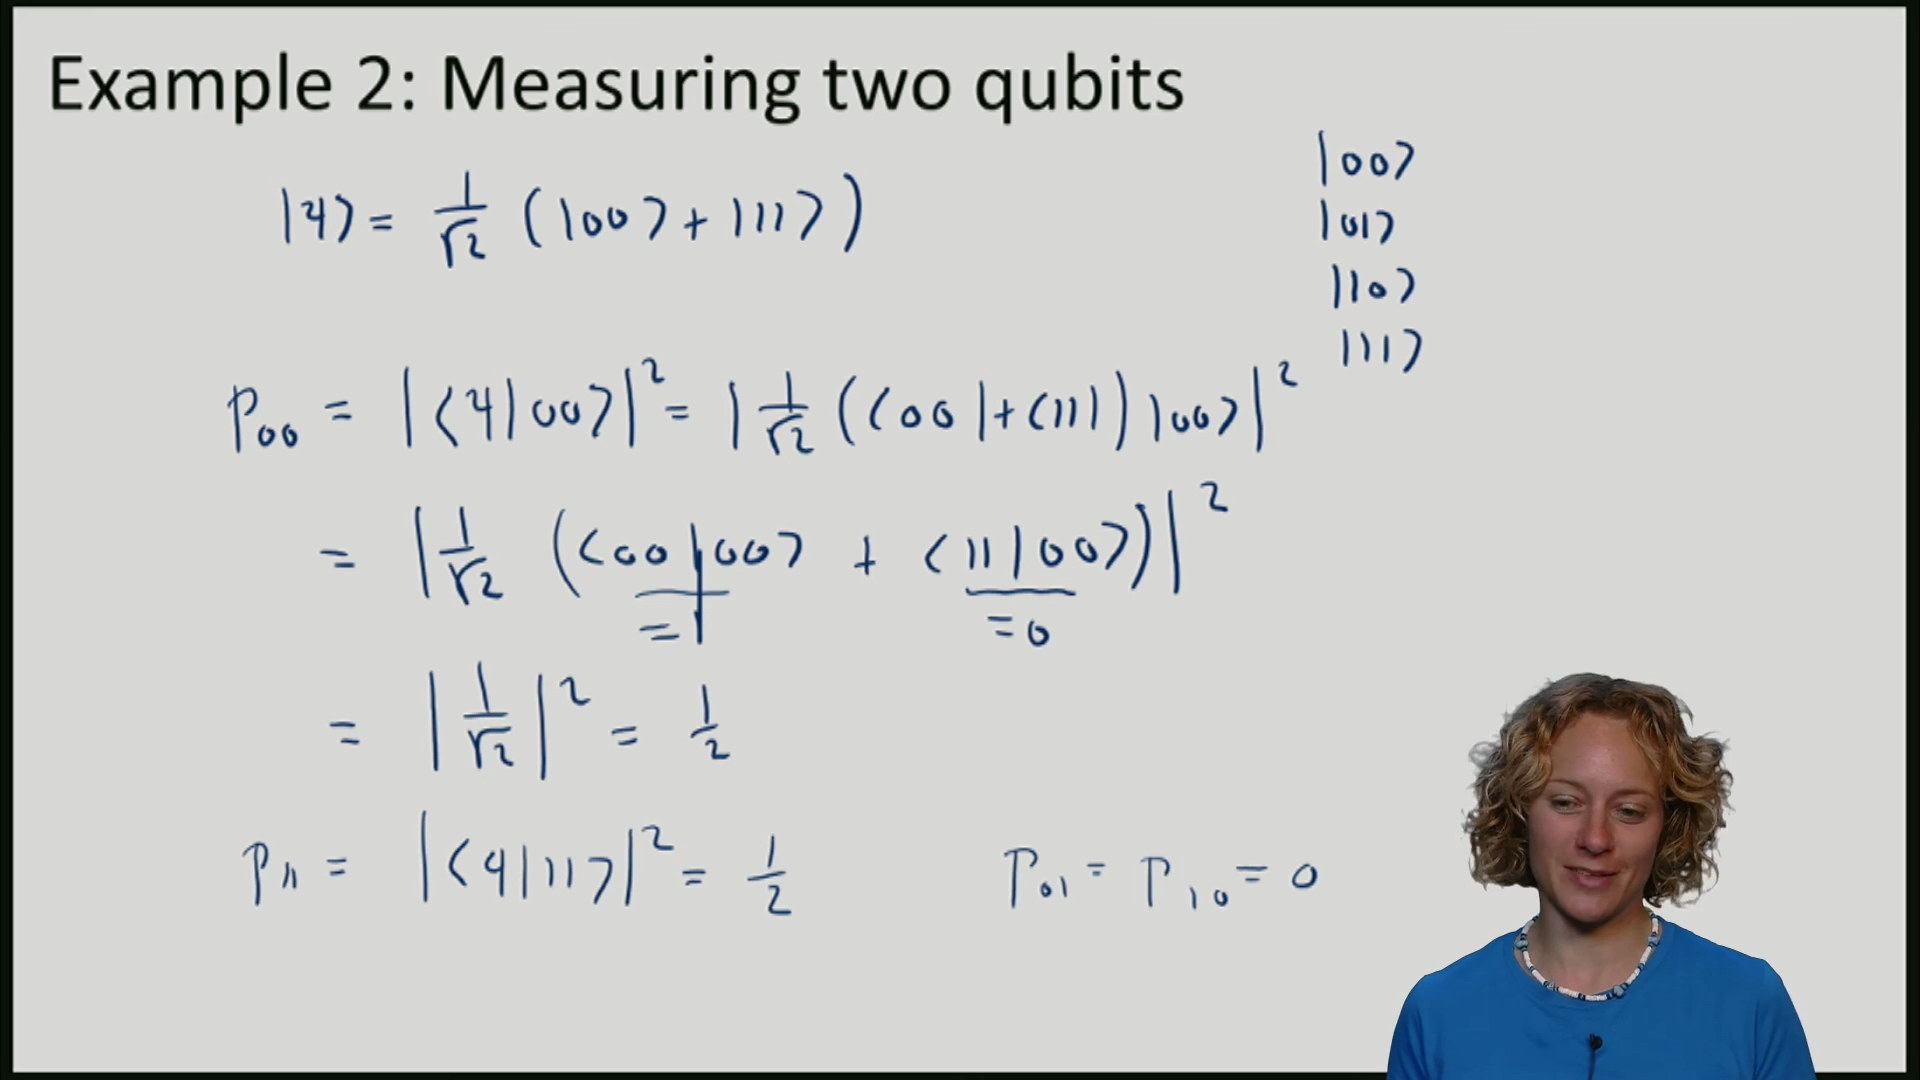 Example 2: Measuring two qubits
|ψ⟩ = 1/√2 (|00⟩ + |11⟩)
|00⟩
|01⟩
|10⟩
|11⟩
P₀₀ = |⟨ψ|00⟩|² = |1/√2 (⟨00|+⟨11|)|00⟩|²
= |1/√2 (⟨00|00⟩ + ⟨11|00⟩)|²
=1 =0
= |1/√2|² = 1/2
P₁₁ = |⟨ψ|11⟩|² = 1/2 P₀₁ = P₁₀ = 0